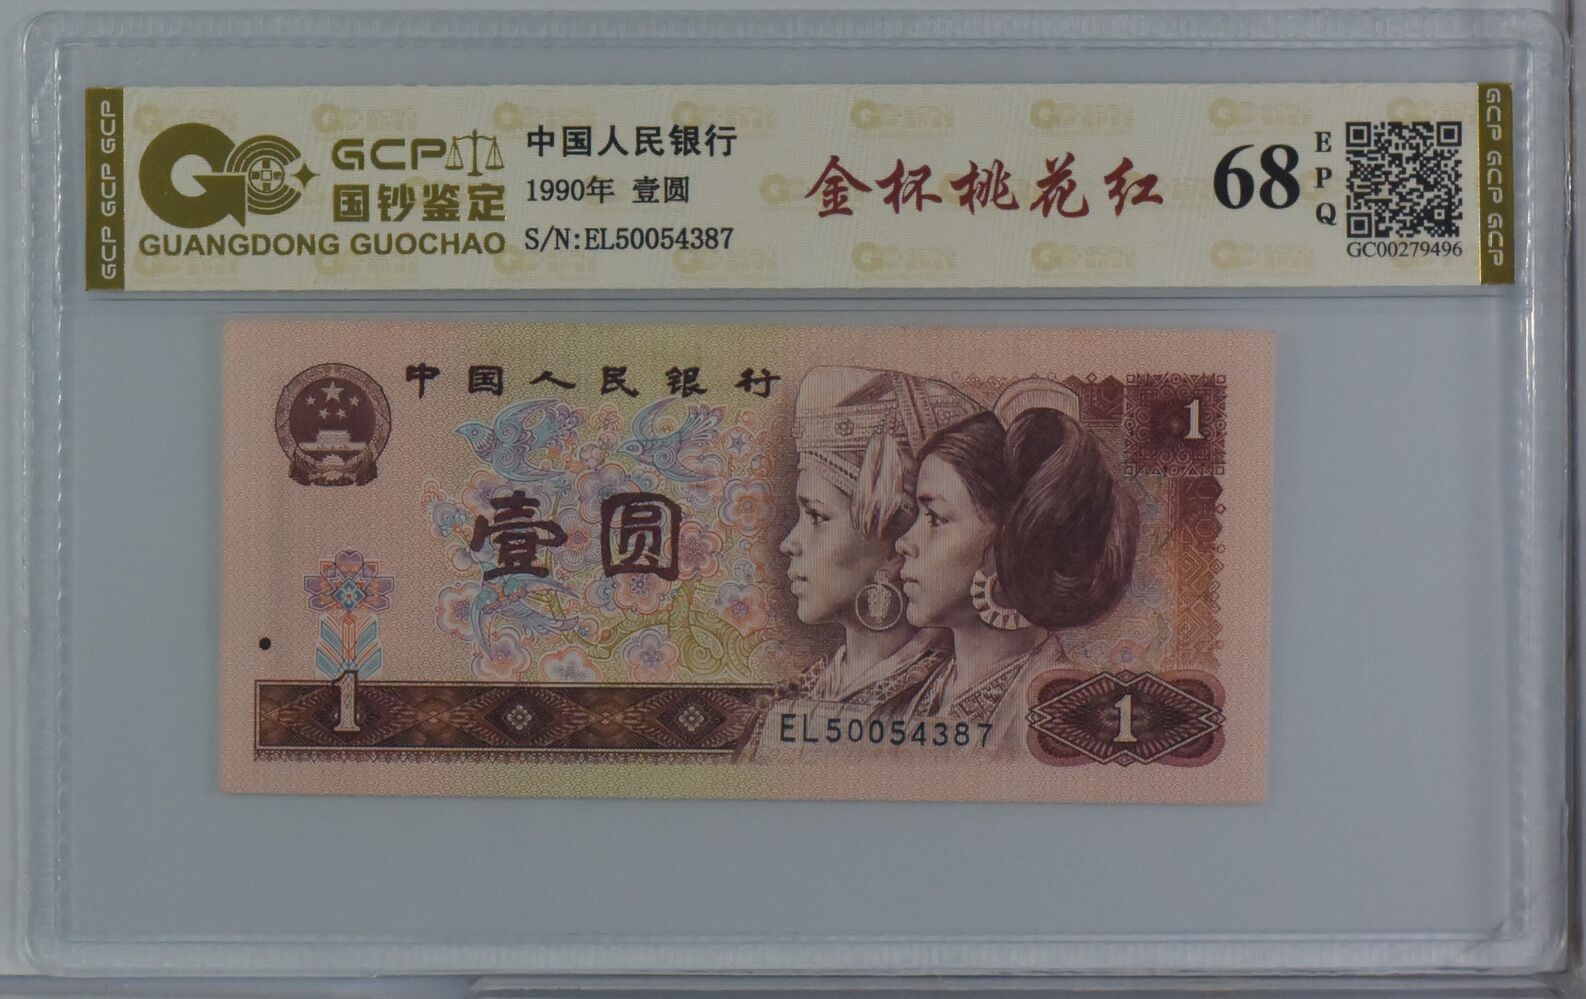 GCP GCP GCP
GCP
国钞鉴定
GUANGDONG GUOCHAO
中国人民银行
1990年 壹圆
S/N:EL50054387
金杯桃花红
68
EPQ
GC00279496
GCP GCP GCP
中国人民银行
1
壹圆
1
EL50054387
1